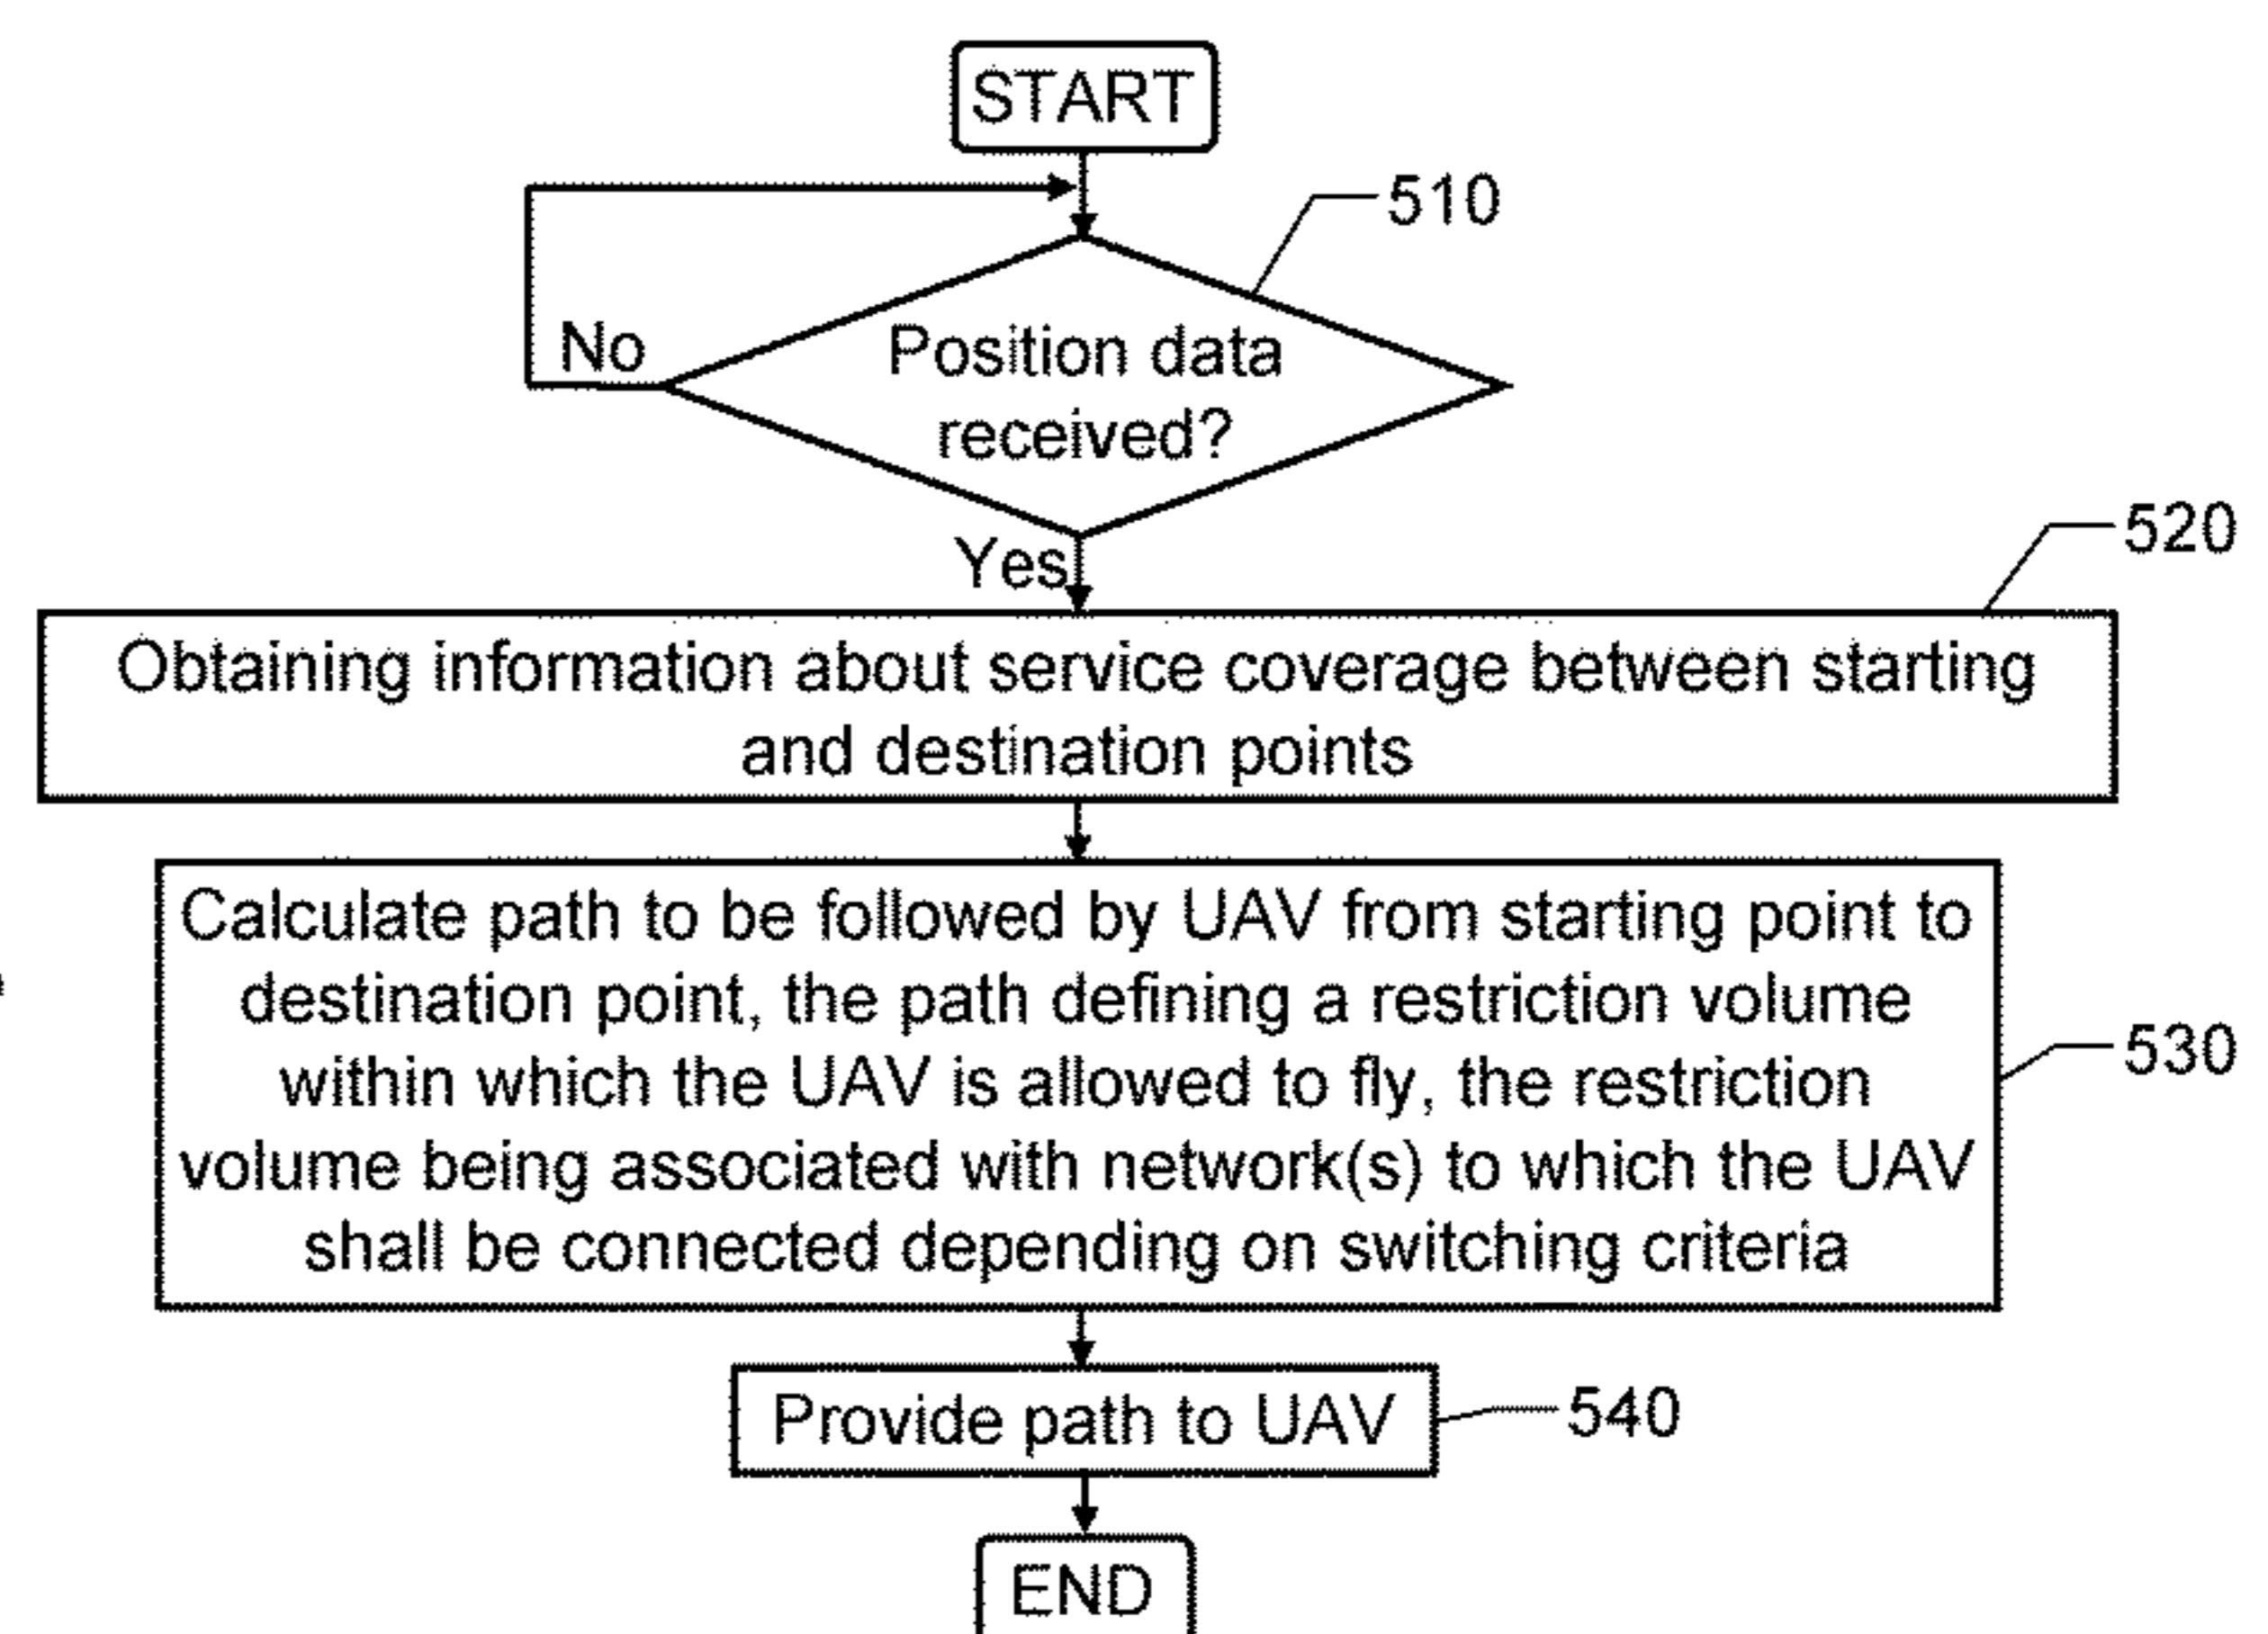 START
510
No
Position data
received?
Yes
520
Obtaining information about service coverage between starting
and destination points
Calculate path to be followed by UAV from starting point to
destination point, the path defining a restriction volume
within which the UAV is allowed to fly, the restriction
volume being associated with network(s) to which the UAV
shall be connected depending on switching criteria
530
Provide path to UAV
540
END